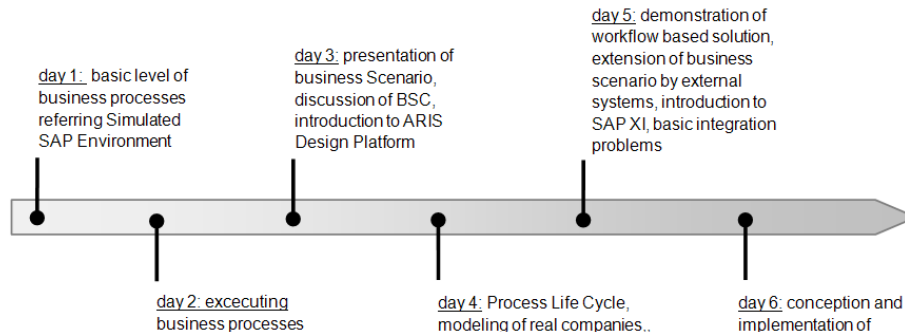 day 1: basic level of
business processes
referring Simulated
SAP Environment
day 2: excecuting
business processes
day 3: presentation of
business Scenario,
discussion of BSC,
introduction to ARIS
Design Platform
day 4: Process Life Cycle,
modeling of real companies..
day 5: demonstration of
workflow based solution,
extension of business
scenario by external
systems, introduction to
SAP XI, basic integration
problems
day 6: conception and
implementation of